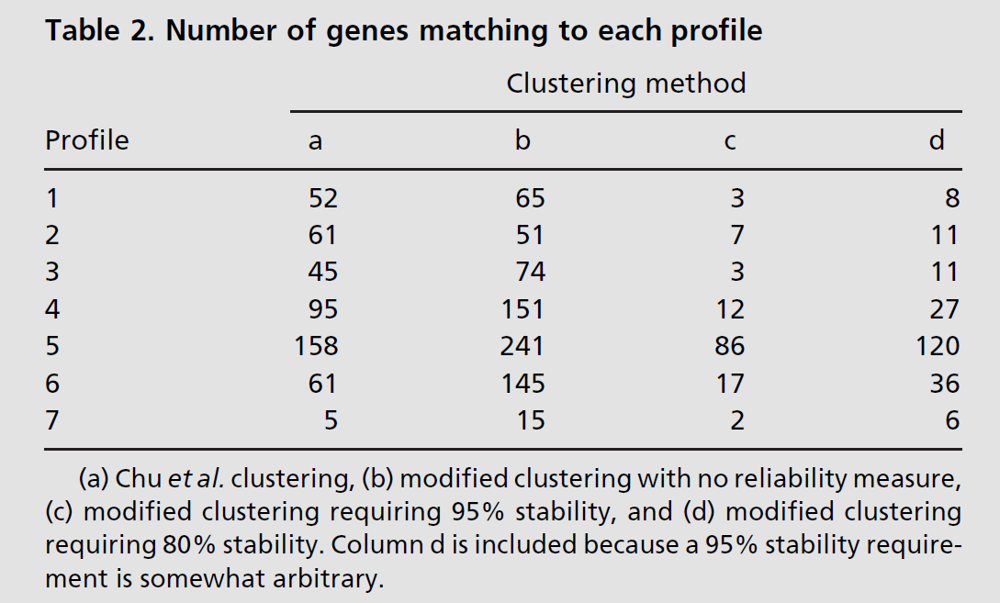 Table 2. Number of genes matching to each profile
Clustering method
Profile a b c d
1 52 65 3 8
2 61 51 7 11
3 45 74 3 11
4 95 151 12 27
5 158 241 86 120
6 61 145 17 36
7 5 15 2 6
(a) Chu et al. clustering, (b) modified clustering with no reliability measure,
(c) modified clustering requiring 95% stability, and (d) modified clustering
requiring 80% stability. Column d is included because a 95% stability require-
ment is somewhat arbitrary.